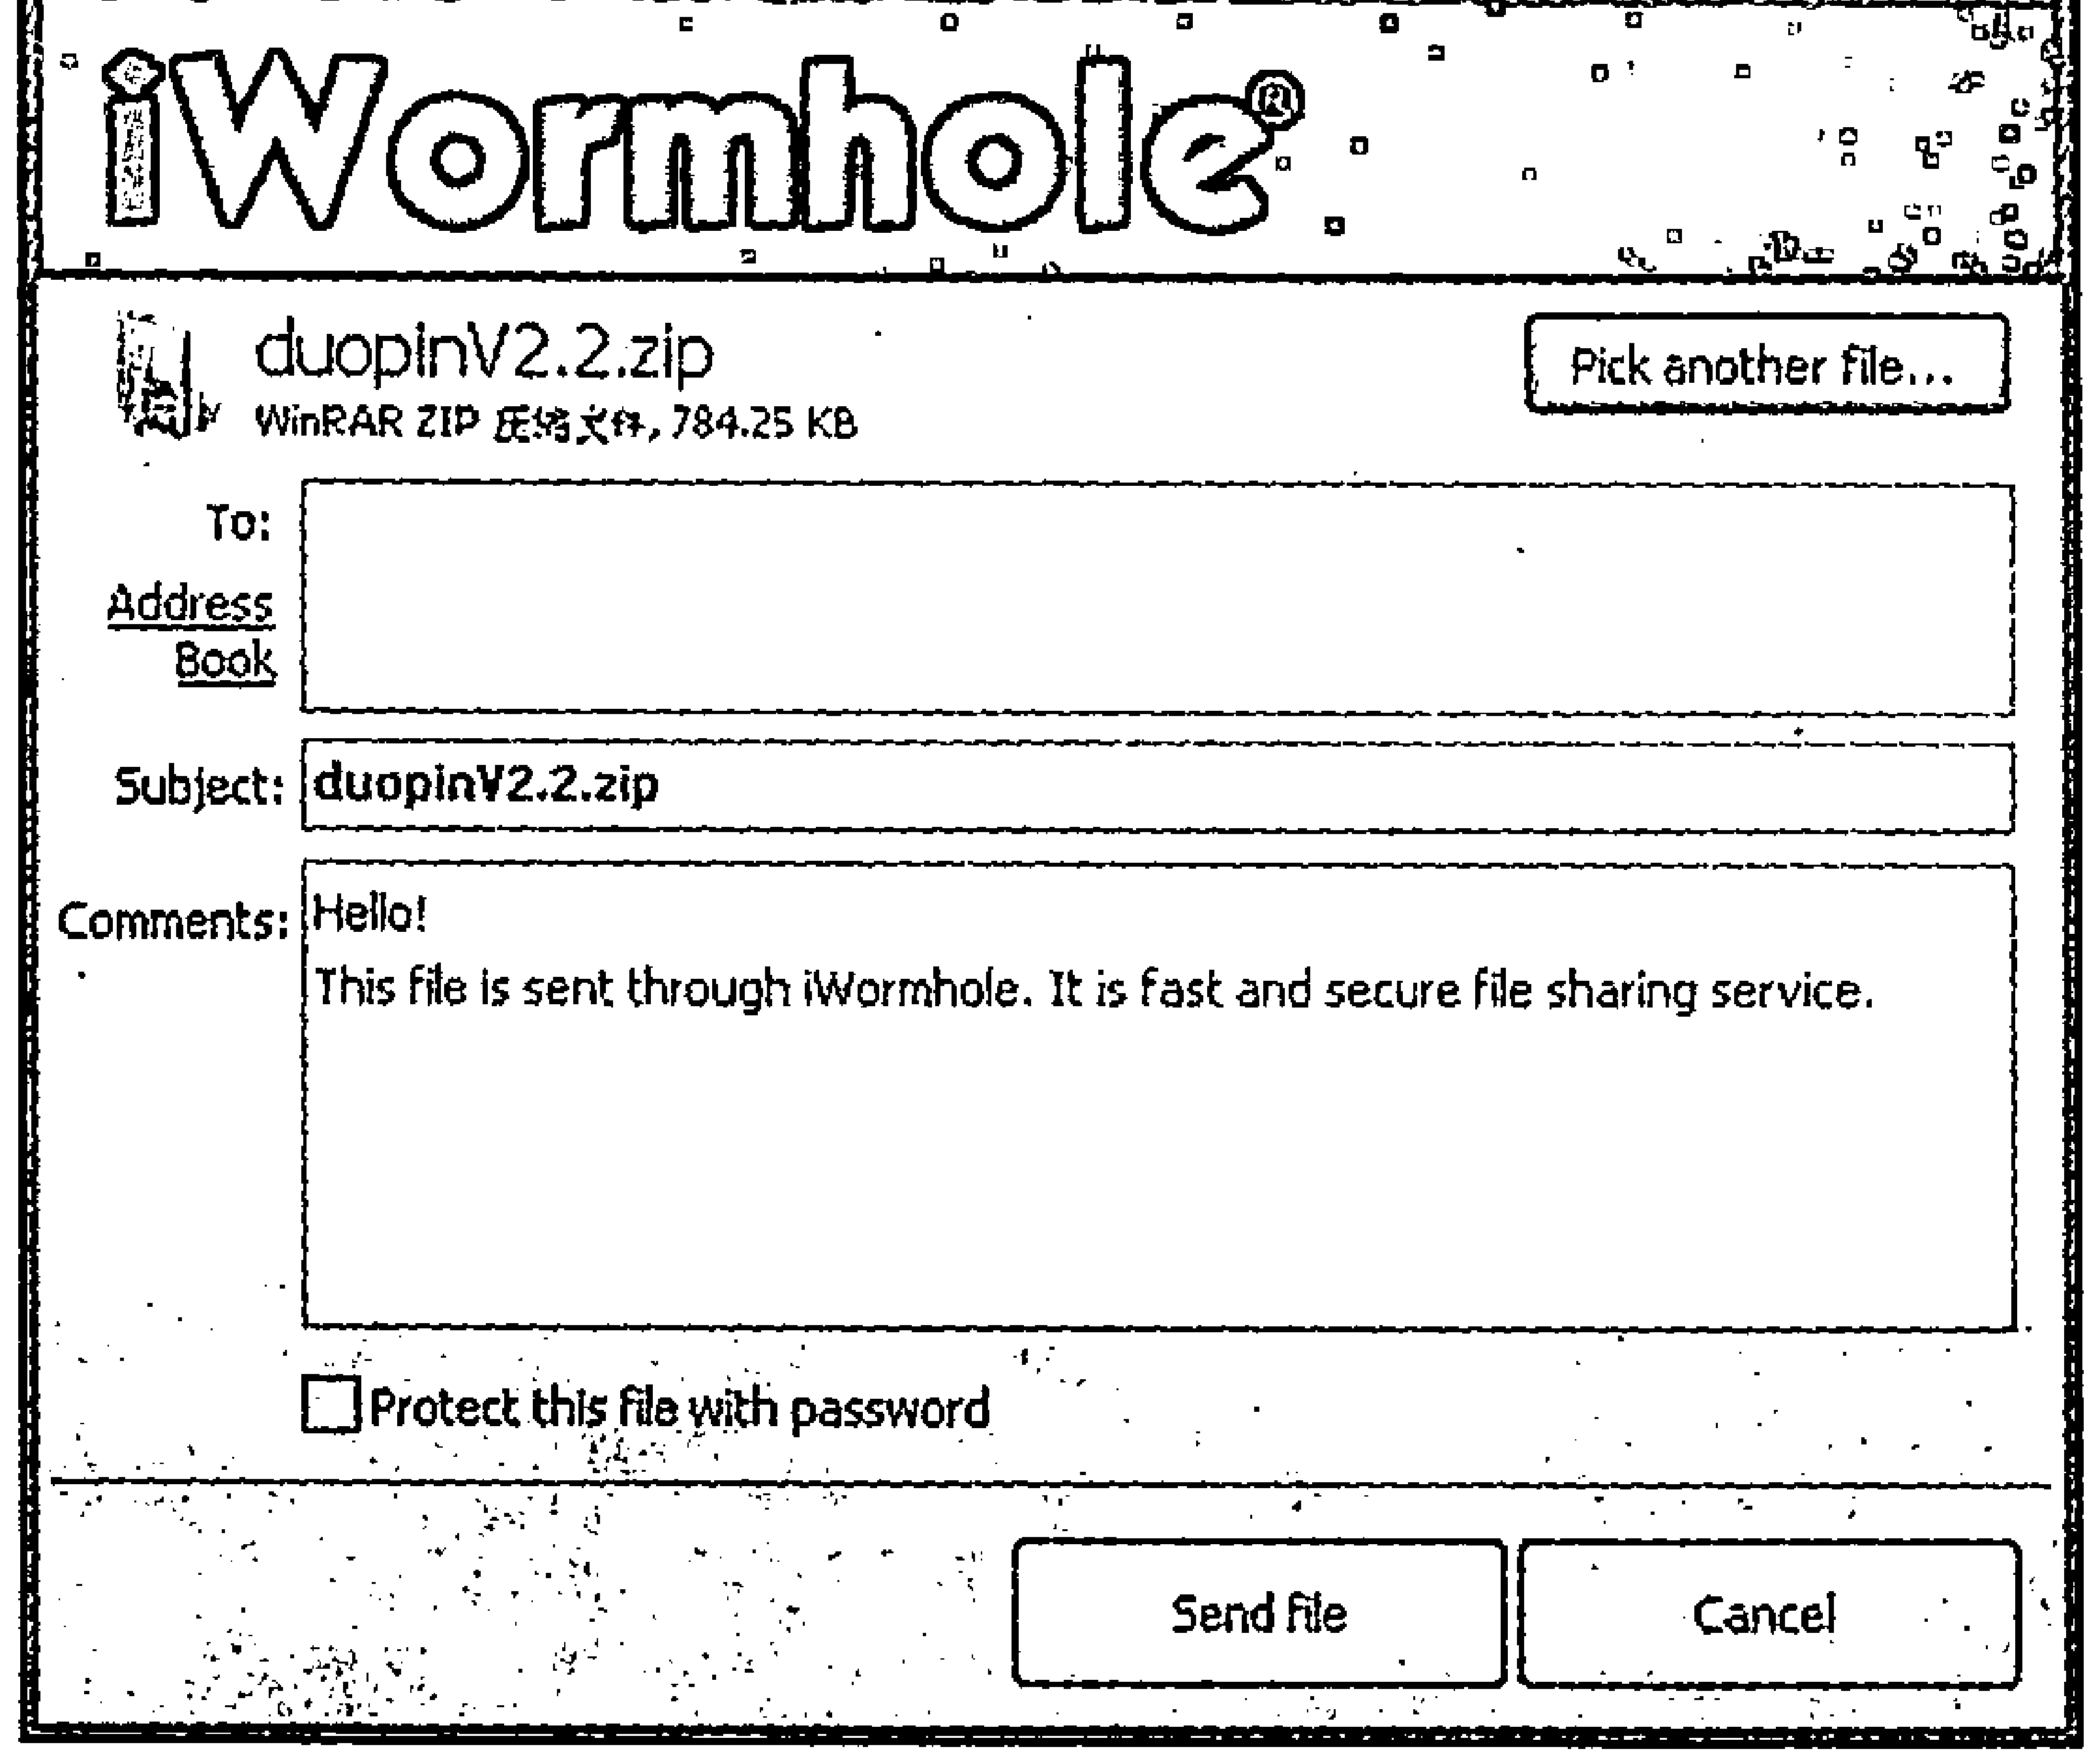 iWormhole®
duopinV2.2.zip
Pick another file...
WinRAR ZIP 压缩文件, 784.25 KB
To:
Address
Book
Subject: duopinV2.2.zip
Comments: Hello!
This file is sent through iWormhole. It is fast and secure file sharing service.
Protect this file with password
Send file
Cancel